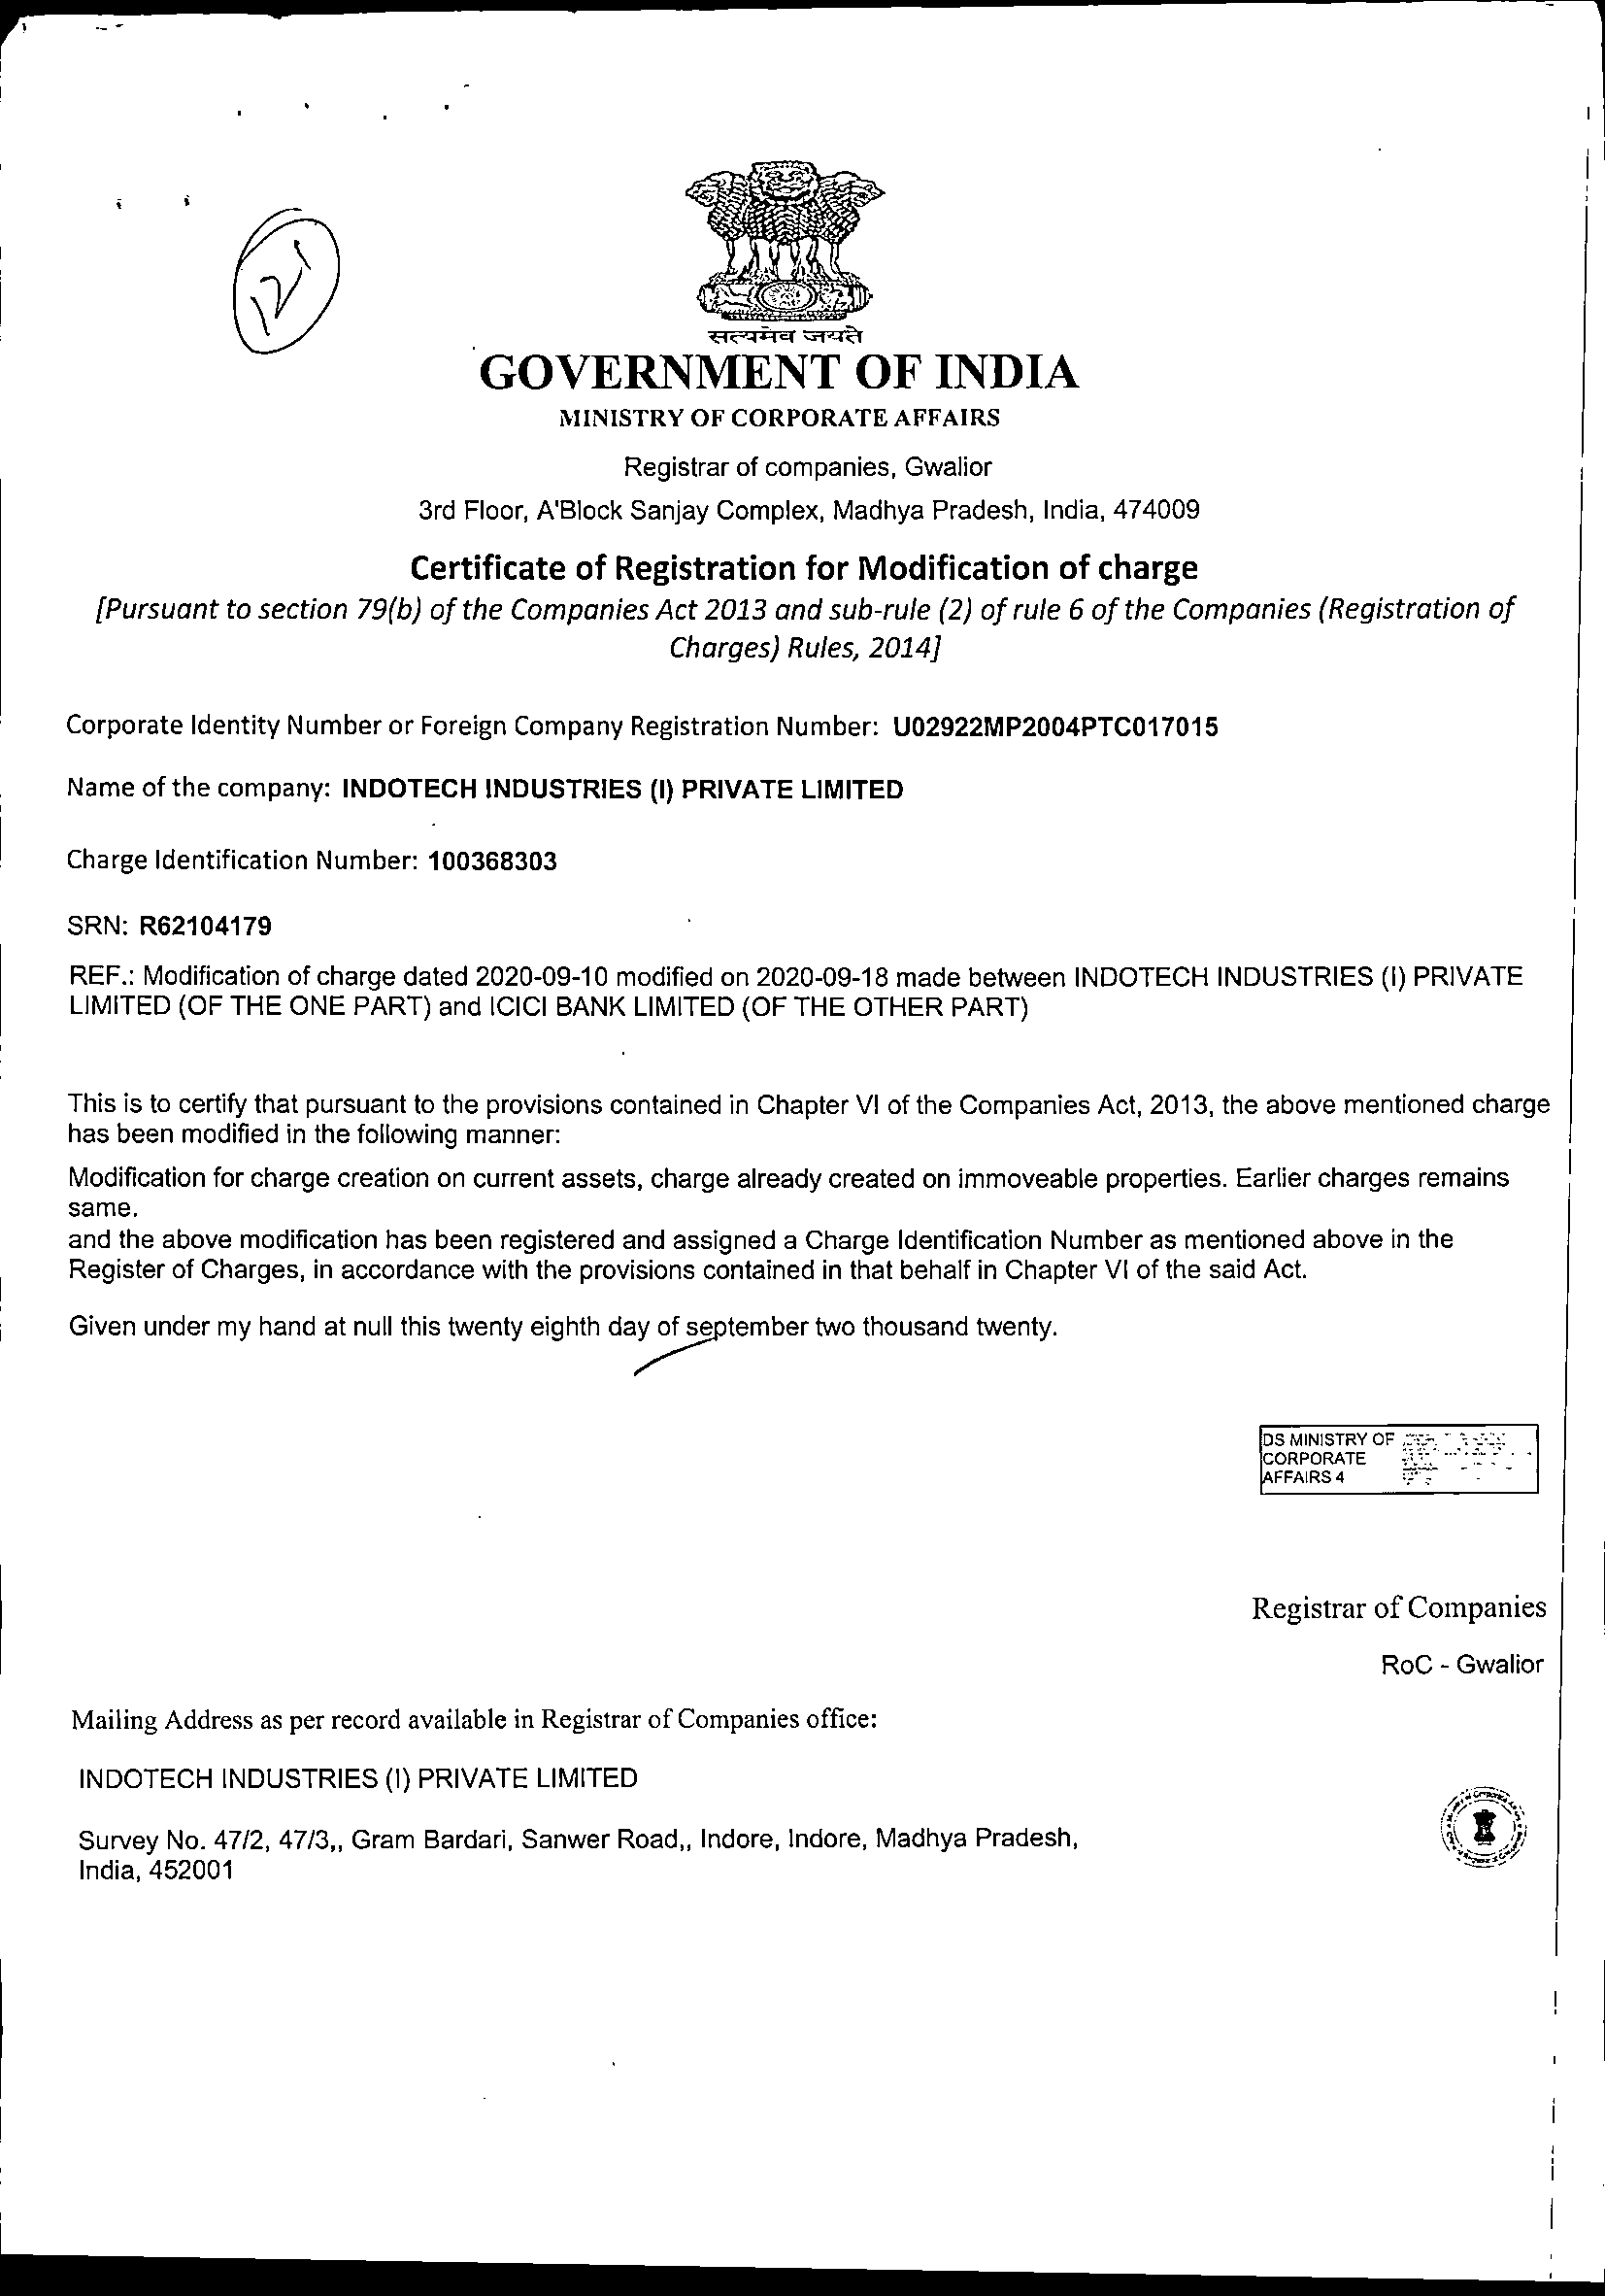 121
सत्यमेव जयते
GOVERNMENT OF INDIA
MINISTRY OF CORPORATE AFFAIRS
Registrar of companies, Gwalior
3rd Floor, A'Block Sanjay Complex, Madhya Pradesh, India, 474009
Certificate of Registration for Modification of charge
[Pursuant to section 79(b) of the Companies Act 2013 and sub-rule (2) of rule 6 of the Companies (Registration of
Charges) Rules, 2014]
Corporate Identity Number or Foreign Company Registration Number: U02922MP2004PTC017015
Name of the company: INDOTECH INDUSTRIES (I) PRIVATE LIMITED
Charge Identification Number: 100368303
SRN: R62104179
REF.: Modification of charge dated 2020-09-10 modified on 2020-09-18 made between INDOTECH INDUSTRIES (I) PRIVATE
LIMITED (OF THE ONE PART) and ICICI BANK LIMITED (OF THE OTHER PART)
This is to certify that pursuant to the provisions contained in Chapter VI of the Companies Act, 2013, the above mentioned charge
has been modified in the following manner:
Modification for charge creation on current assets, charge already created on immoveable properties. Earlier charges remains
same.
and the above modification has been registered and assigned a Charge Identification Number as mentioned above in the
Register of Charges, in accordance with the provisions contained in that behalf in Chapter VI of the said Act.
Given under my hand at null this twenty eighth day of september two thousand twenty.
DS MINISTRY OF
CORPORATE
AFFAIRS 4
Registrar of Companies
RoC - Gwalior
Mailing Address as per record available in Registrar of Companies office:
INDOTECH INDUSTRIES (I) PRIVATE LIMITED
Survey No. 47/2, 47/3,, Gram Bardari, Sanwer Road,, Indore, Indore, Madhya Pradesh,
India, 452001